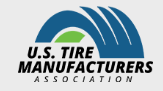 U.S. TIRE
MANUFACTURERS
ASSOCIATION